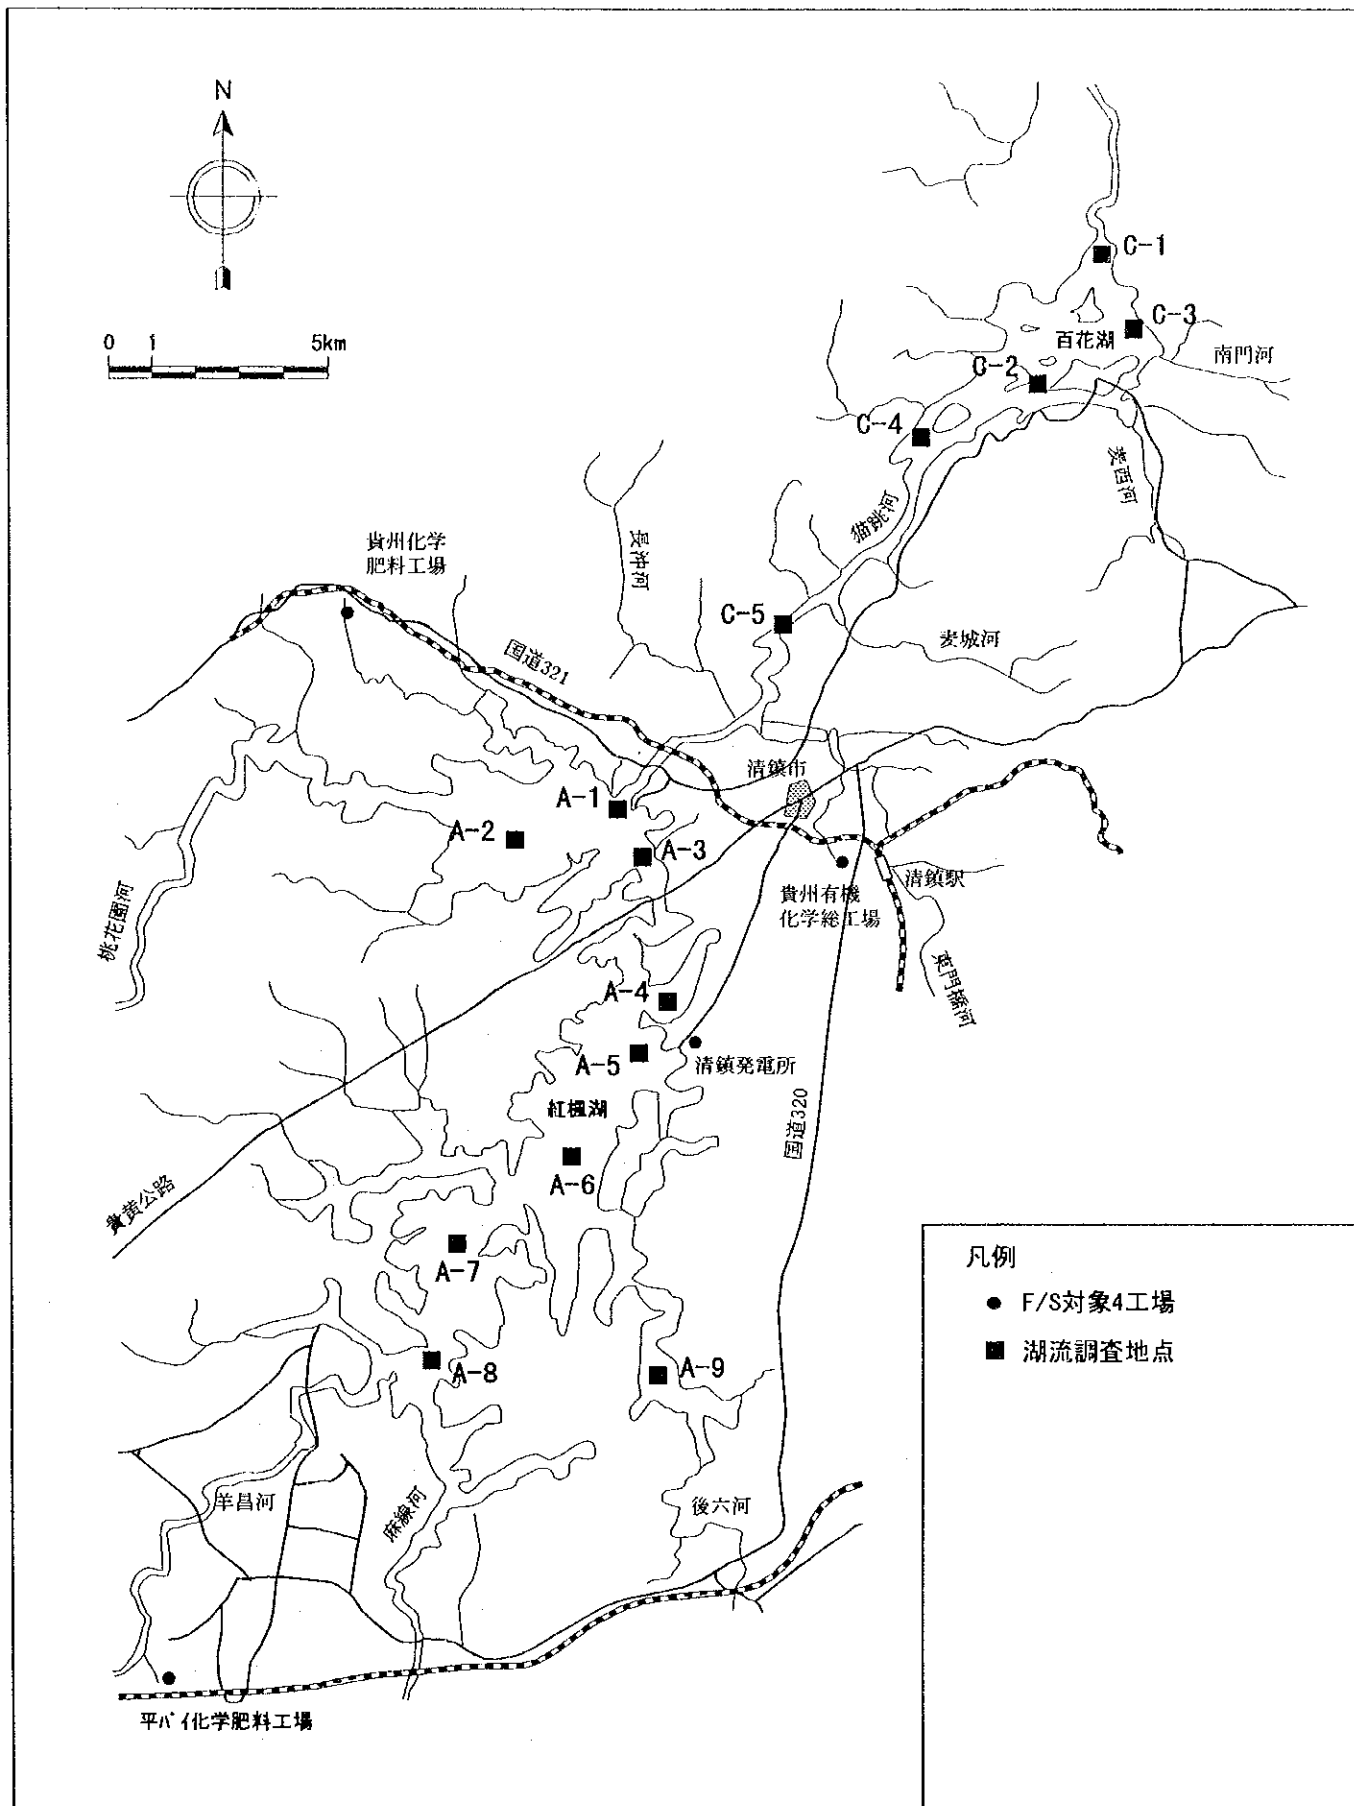 N
0 1 5km
C-1
C-3
百花湖
南門河
C-2
C-4
麦西河
猫跳河
長冲河
貴州化学
肥料工場
C-5
麦城河
国道321
清鎮市
A-1
A-2
A-3
清鎮駅
貴州有機
化学総工場
桃花園河
東門橋河
A-4
A-5
清鎮発電所
紅楓湖
国道320
A-6
貴黄公路
A-7
凡例
F/S対象4工場
湖流調査地点
A-8
A-9
羊昌河
麻線河
後六河
平パイ化学肥料工場